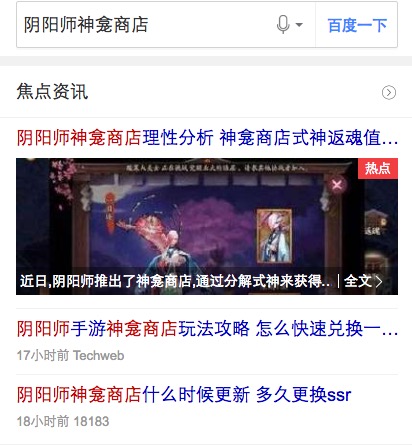 阴阳师神龛商店
百度一下
焦点资讯
阴阳师神龛商店理性分析 神龛商店式神返魂值…
热点
返魂
近日,阴阳师推出了神龛商店,通过分解式神来获得.. | 全文
阴阳师手游神龛商店玩法攻略 怎么快速兑换一…
17小时前 Techweb
阴阳师神龛商店什么时候更新 多久更换ssr
18小时前 18183